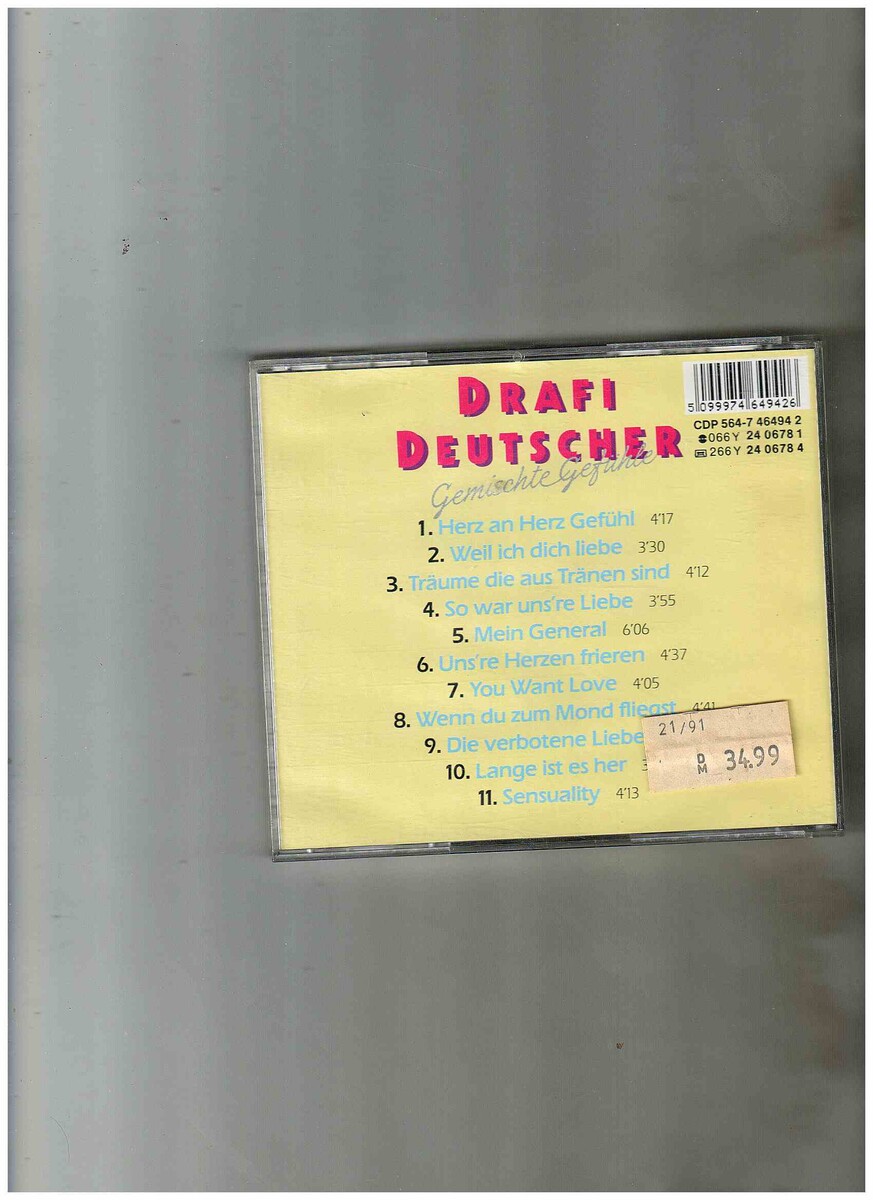 DRAFI
DEUTSCHER
Gemischte Gefühle
5 099974 649426
CDP 564-7 46494 2
066 Y 24 0678 1
266 Y 24 0678 4
1. Herz an Herz Gefühl 4'17
2. Weil ich dich liebe 3'30
3. Träume die aus Tränen sind 4'12
4. So war uns're Liebe 3'55
5. Mein General 6'06
6. Uns're Herzen frieren 4'37
7. You Want Love 4'05
8. Wenn du zum Mond fliegst 4'41
9. Die verbotene Liebe
10. Lange ist es her
11. Sensuality 4'13
21/91
DM 34.99